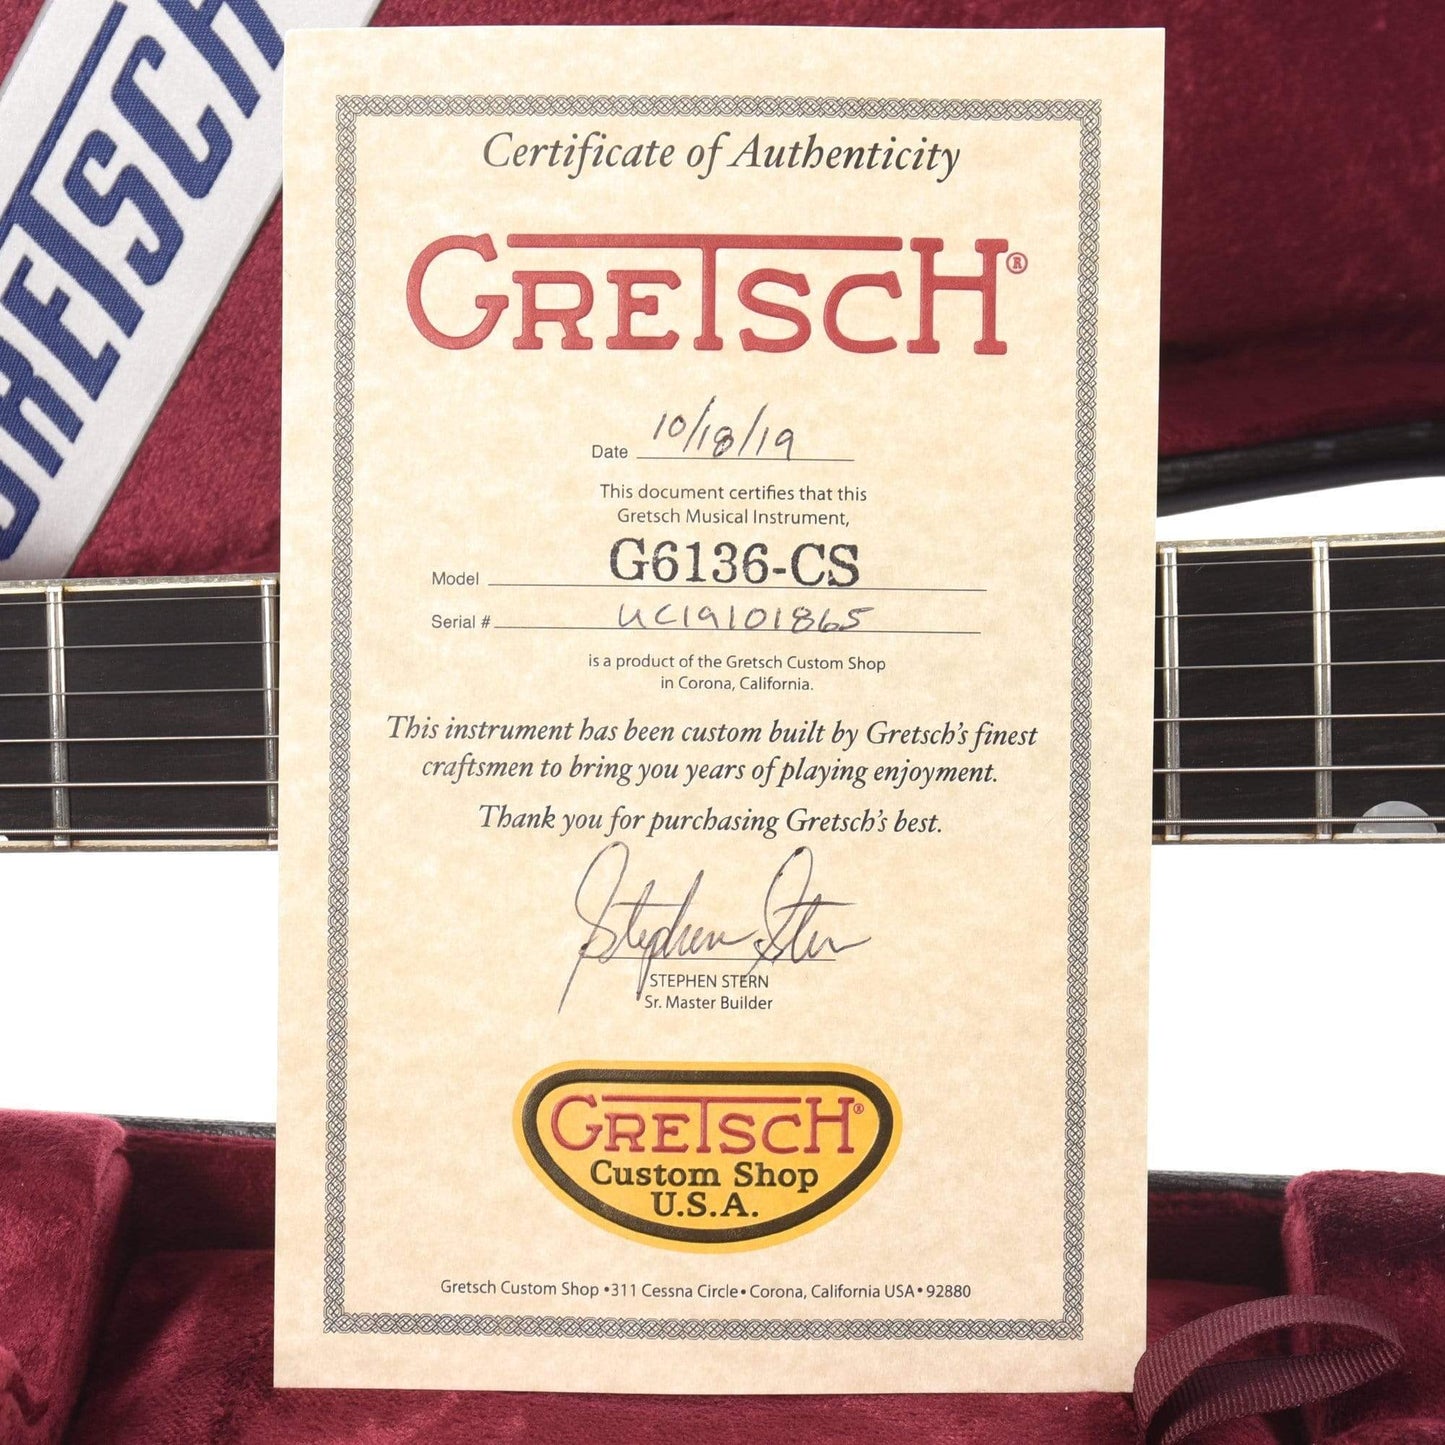 GRETSCH
Certificate of Authenticity
GRETSCH®
Date 10/18/19
This document certifies that this
Gretsch Musical Instrument,
Model G6136-CS
Serial # UC19101865
is a product of the Gretsch Custom Shop
in Corona, California.
This instrument has been custom built by Gretsch's finest
craftsmen to bring you years of playing enjoyment.
Thank you for purchasing Gretsch's best.
Stephen Stern
STEPHEN STERN
Sr. Master Builder
GRETSCH®
Custom Shop
U.S.A.
Gretsch Custom Shop •311 Cessna Circle• Corona, California USA•92880